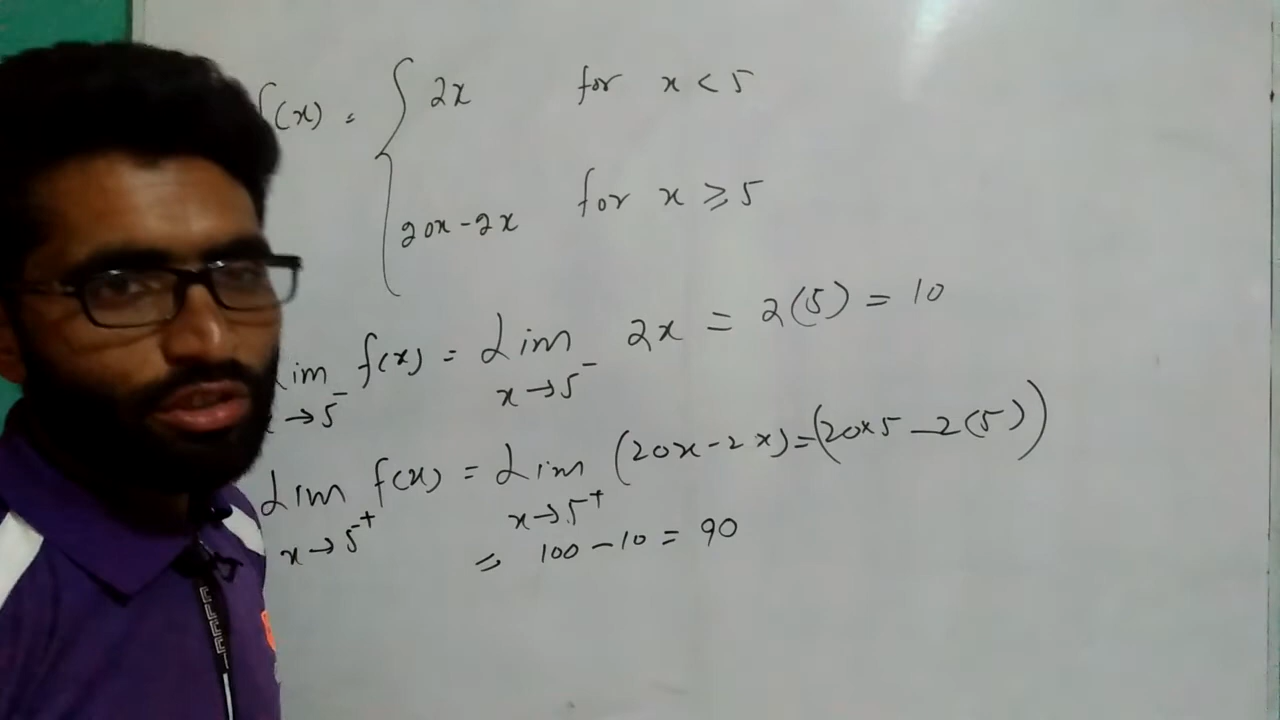 f(x) = { 2x for x < 5
20x - 2x for x ≥ 5
Lim f(x) = Lim 2x = 2(5) = 10
x→5⁻ x→5⁻
Lim f(x) = Lim (20x - 2x) = (20×5 - 2(5))
x→5⁺ x→5⁺
= 100 - 10 = 90